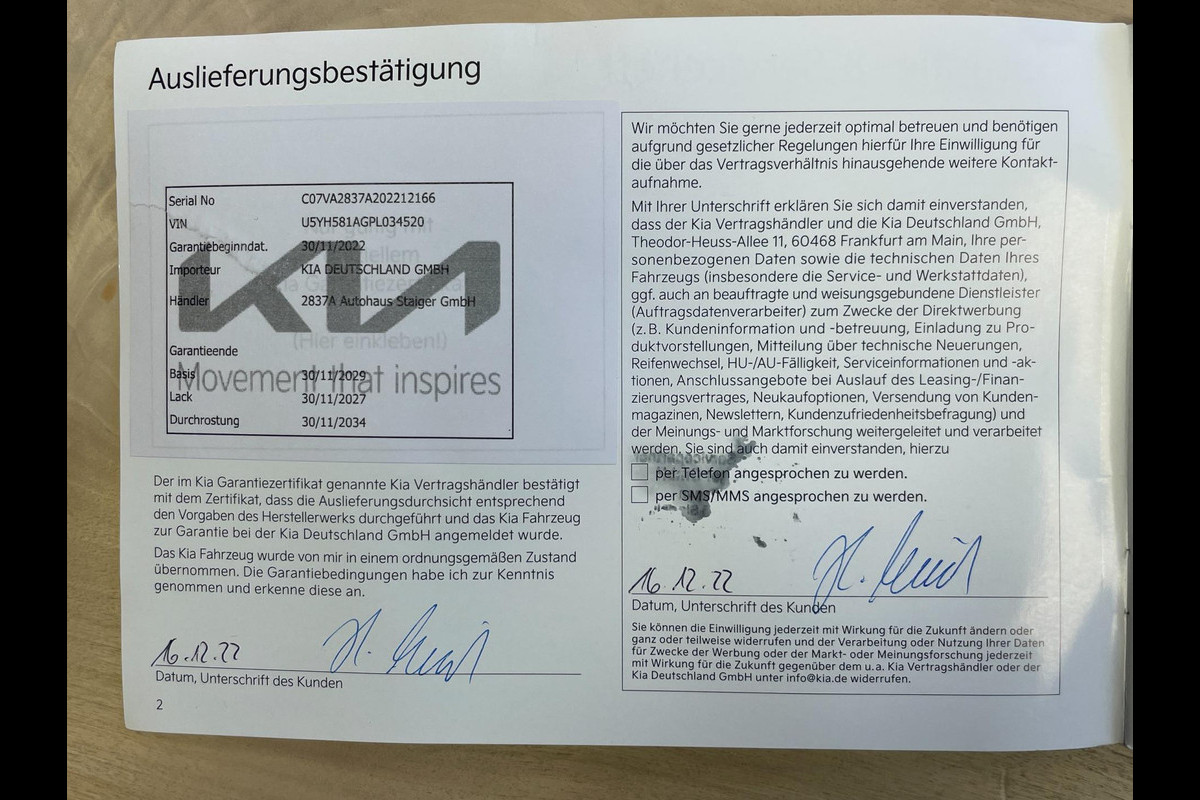 Auslieferungsbestätigung
Serial No C07VA2837A202212166
VIN U5YH581AGPL034520
Garantiebeginndat. 30/11/2022
Importeur KIA DEUTSCHLAND GMBH
Händler 2837A Autohaus Staiger GmbH
KIA
(Hier einkleben!)
Garantieende
Basis 30/11/2029
Movement that inspires
Lack 30/11/2027
Durchrostung 30/11/2034
Der im Kia Garantiezertifikat genannte Kia Vertragshändler bestätigt
mit dem Zertifikat, dass die Auslieferungsdurchsicht entsprechend
den Vorgaben des Herstellerwerks durchgeführt und das Kia Fahrzeug
zur Garantie bei der Kia Deutschland GmbH angemeldet wurde.
Das Kia Fahrzeug wurde von mir in einem ordnungsgemäßen Zustand
übernommen. Die Garantiebedingungen habe ich zur Kenntnis
genommen und erkenne diese an.
16.12.22
Datum, Unterschrift des Kunden
2
Wir möchten Sie gerne jederzeit optimal betreuen und benötigen
aufgrund gesetzlicher Regelungen hierfür Ihre Einwilligung für
die über das Vertragsverhältnis hinausgehende weitere Kontakt-
aufnahme.
Mit Ihrer Unterschrift erklären Sie sich damit einverstanden,
dass der Kia Vertragshändler und die Kia Deutschland GmbH,
Theodor-Heuss-Allee 11, 60468 Frankfurt am Main, Ihre per-
sonenbezogenen Daten sowie die technischen Daten Ihres
Fahrzeugs (insbesondere die Service- und Werkstattdaten),
ggf. auch an beauftragte und weisungsgebundene Dienstleister
(Auftragsdatenverarbeiter) zum Zwecke der Direktwerbung
(z.B. Kundeninformation und -betreuung, Einladung zu Pro-
duktvorstellungen, Mitteilung über technische Neuerungen,
Reifenwechsel, HU-/AU-Fälligkeit, Serviceinformationen und -ak-
tionen, Anschlussangebote bei Auslauf des Leasing-/Finan-
zierungsvertrages, Neukaufoptionen, Versendung von Kunden-
magazinen, Newslettern, Kundenzufriedenheitsbefragung) und
der Meinungs- und Marktforschung weitergeleitet und verarbeitet
werden. Sie sind auch damit einverstanden, hierzu
per Telefon angesprochen zu werden.
per SMS/MMS angesprochen zu werden.
16.12.22
Datum, Unterschrift des Kunden
Sie können die Einwilligung jederzeit mit Wirkung für die Zukunft ändern oder
ganz oder teilweise widerrufen und der Verarbeitung oder Nutzung Ihrer Daten
für Zwecke der Werbung oder der Markt- oder Meinungsforschung jederzeit
mit Wirkung für die Zukunft gegenüber dem u.a. Kia Vertragshändler oder der
Kia Deutschland GmbH unter info@kia.de widerrufen.